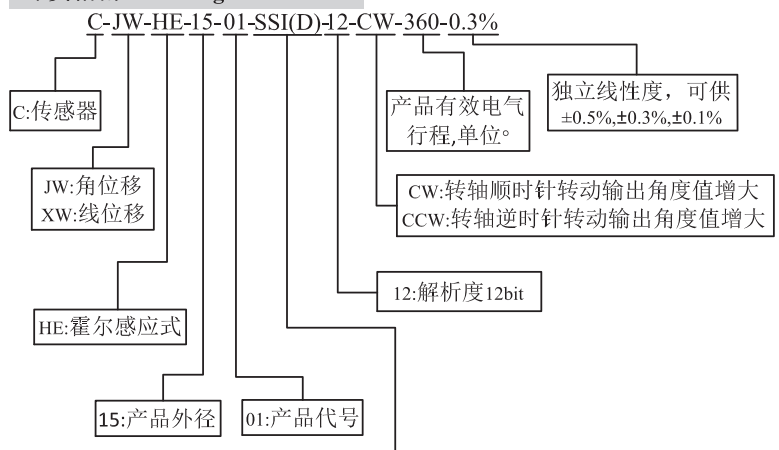 C-JW-HE-15-01-SSI(D)-12-CW-360-0.3%
C:传感器
产品有效电气
行程,单位°
独立线性度，可供
±0.5%,±0.3%,±0.1%
JW:角位移
XW:线位移
CW:转轴顺时针转动输出角度值增大
CCW:转轴逆时针转动输出角度值增大
12:解析度12bit
HE:霍尔感应式
15:产品外径
01:产品代号